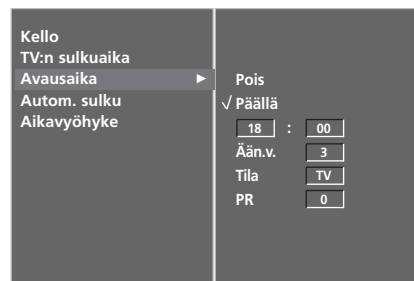 Kello
TV:n sulkuaika
Avausaika ►
Autom. sulku
Aikavyöhyke
Pois
√ Päällä
18 : 00
Ään.v. 3
Tila TV
PR 0